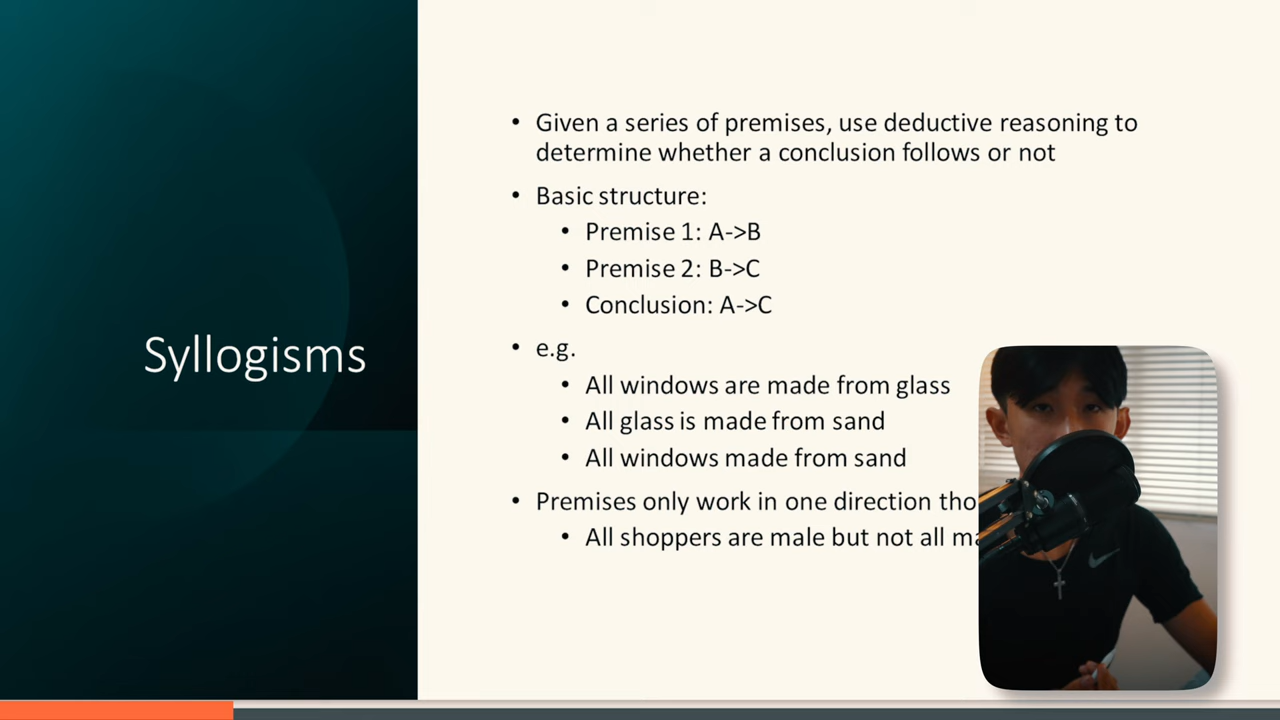 Syllogisms
• Given a series of premises, use deductive reasoning to
determine whether a conclusion follows or not
• Basic structure:
• Premise 1: A->B
• Premise 2: B->C
• Conclusion: A->C
• e.g.
• All windows are made from glass
• All glass is made from sand
• All windows made from sand
• Premises only work in one direction
• All shoppers are male but not all